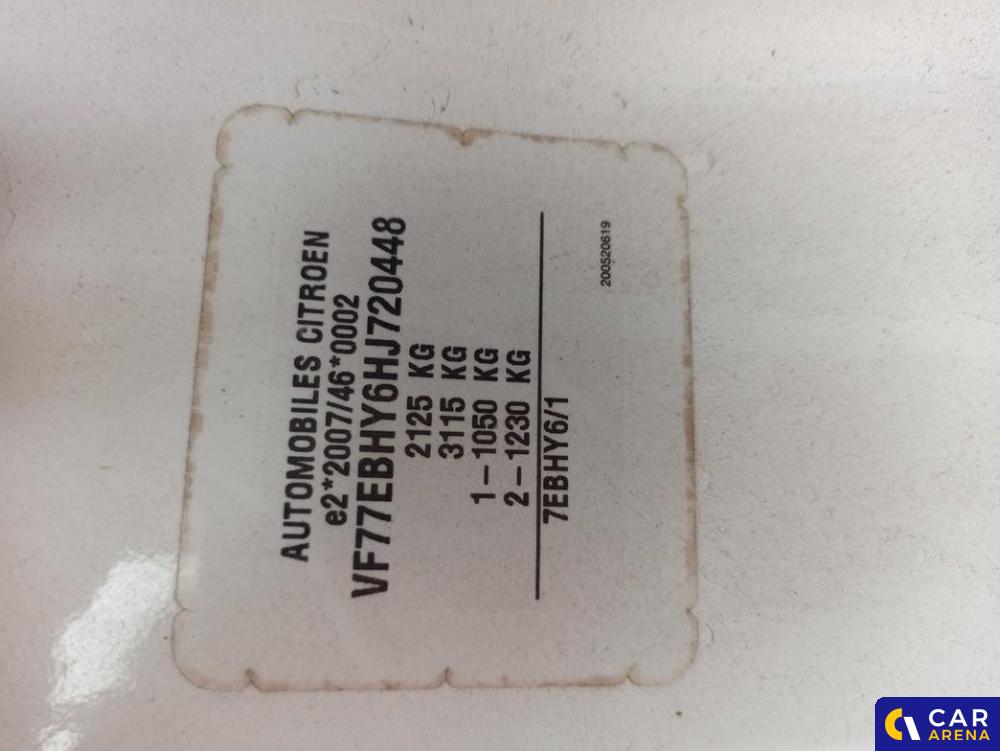 AUTOMOBILES CITROEN
e2*2007/46*0002
VF77EBHY6HJ720448
2125 KG
3115 KG
1-1050 KG
2-1230 KG
7EBHY6/1
200520619
CAR
ARENA